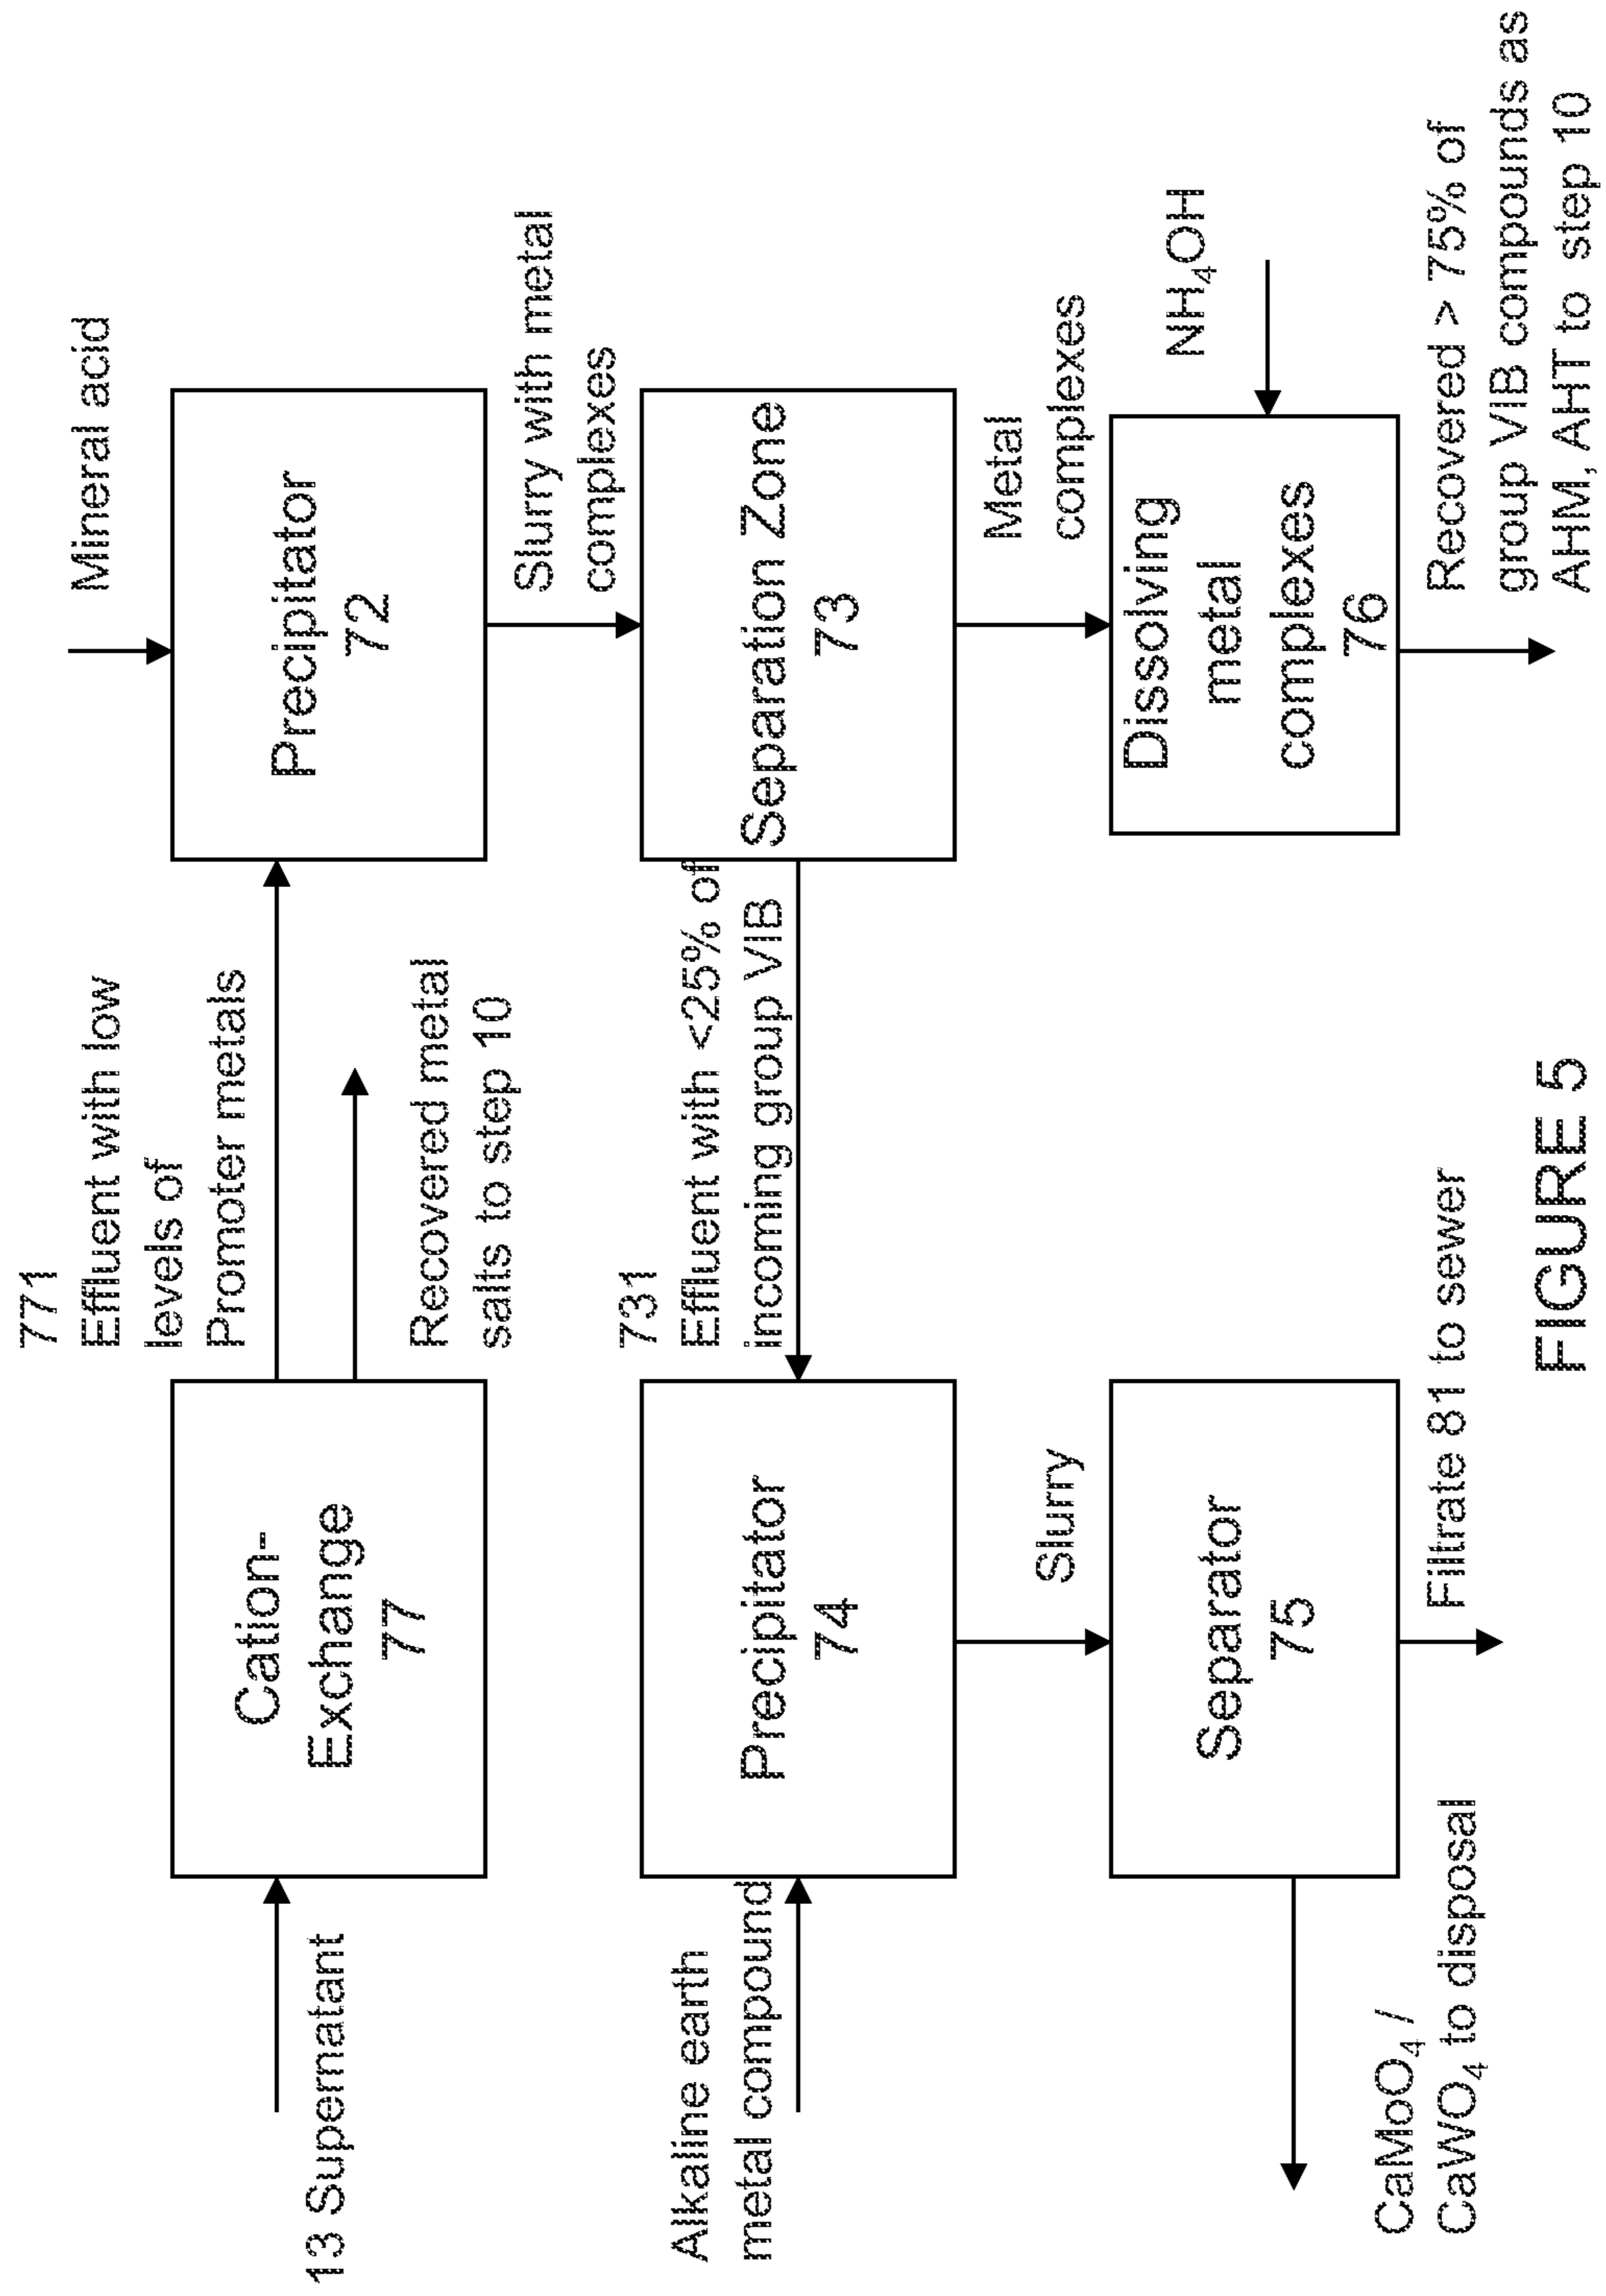 771
Effluent with low
levels of
Promoter metals
Mineral acid
13 Supernatant
Cation-
Exchange
77
Recovered metal
salts to step 10
Precipitator
72
Slurry with metal
complexes
731
Effluent with <25% of
incoming group VIB
Alkaline earth
metal compound
Precipitator
74
Separation Zone
73
Slurry
Metal
complexes
NH₄OH
Separator
75
Dissolving
metal
complexes
76
CaMoO₄ /
CaWO₄ to disposal
Filtrate 81 to sewer
Recovered > 75% of
group VIB compounds as
AHM, AHT to step 10
FIGURE 5